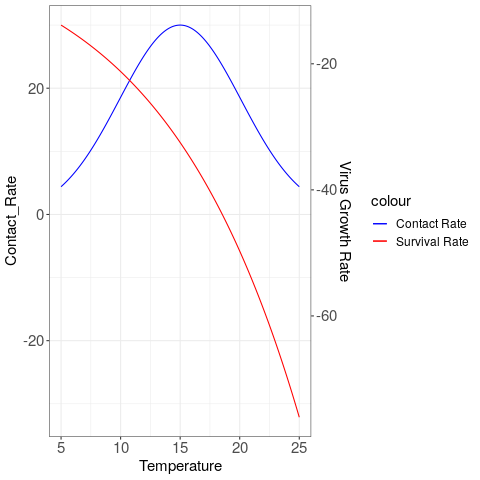 20
0
-20
Contact_Rate
5
10
15
20
25
Temperature
-20
-40
-60
Virus Growth Rate
colour
Contact Rate
Survival Rate